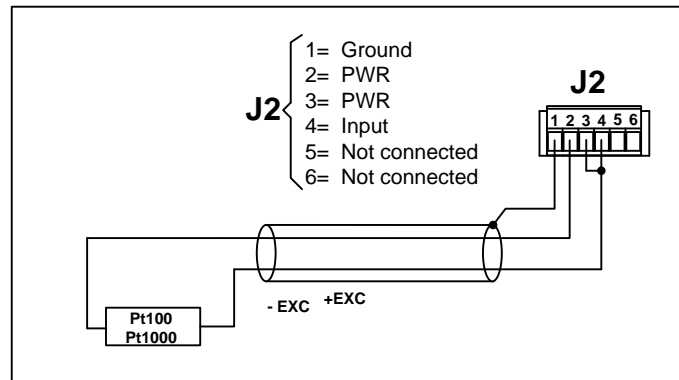 J2
1= Ground
2= PWR
3= PWR
4= Input
5= Not connected
6= Not connected
J2
1 2 3 4 5 6
- EXC +EXC
Pt100
Pt1000